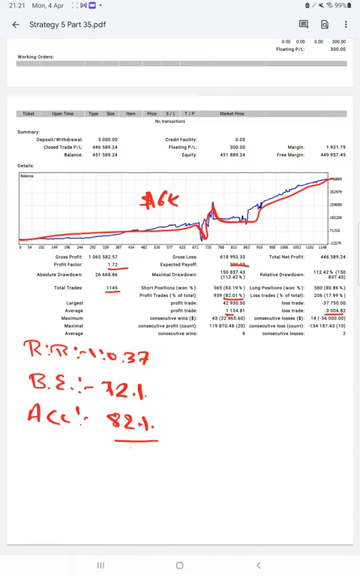 21:21 Mon, 4 Apr
99%
Strategy 5 Part 35.pdf
0.00 0.00 300.00
Floating P/L: 300.00
Working Orders:
Ticket Open Time Type Size Item Price S / L T / P Market Price
No transactions
Summary:
Deposit/Withdrawal: 5 000.00 Credit Facility: 0.00
Closed Trade P/L: 446 589.24 Floating P/L: 300.00 Margin: 1 931.79
Balance: 451 589.24 Equity: 451 889.24 Free Margin: 449 957.45
Details:
Balance
$16K
Gross Profit: 1 065 582.57 Gross Loss: 618 993.33 Total Net Profit: 446 589.24
Profit Factor: 1.72 Expected Payoff:
Absolute Drawdown: 26 668.86 Maximal Drawdown: 150 837.45 (112.42%) Relative Drawdown: 112.42% (150 837.45)
Total Trades 1145 Short Positions (won %): 565 (83.19%) Long Positions (won %): 580 (80.86%)
Profit Trades (% of total): 939 (82.01%) Loss trades (% of total): 206 (17.99%)
Largest profit trade: 42 930.50 loss trade: -37 750.00
Average profit trade: 1 134.81 loss trade: -3 004.82
Maximum consecutive wins ($): 43 (22 865.60) consecutive losses ($): 14 (-56 000.00)
Maximal consecutive profit (count): 119 870.48 (20) consecutive loss (count): -134 187.43 (10)
Average consecutive wins: 9 consecutive losses: 2
R:R:- 1:0.37
B.E:- 72%
Acc:- 82%